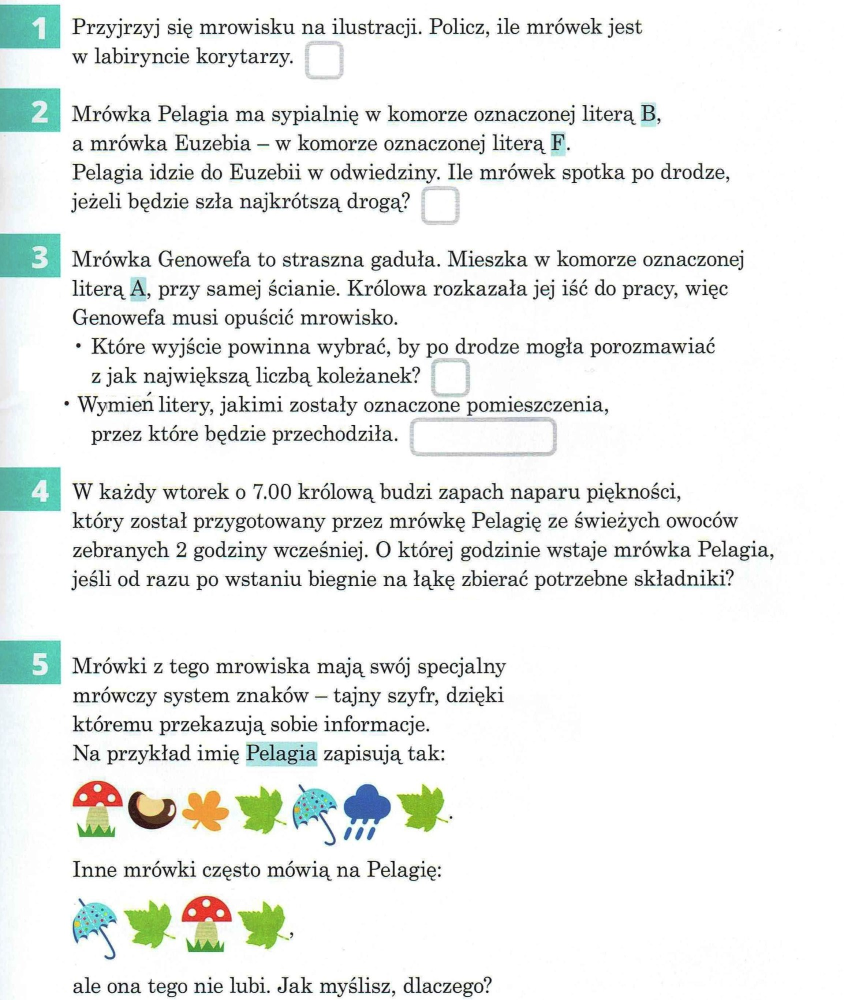 1 Przyjrzyj się mrowisku na ilustracji. Policz, ile mrówek jest
w labiryncie korytarzy.
2 Mrówka Pelagia ma sypialnię w komorze oznaczonej literą B,
a mrówka Euzebia – w komorze oznaczonej literą F.
Pelagia idzie do Euzebii w odwiedziny. Ile mrówek spotka po drodze,
jeżeli będzie szła najkrótszą drogą?
3 Mrówka Genowefa to straszna gaduła. Mieszka w komorze oznaczonej
literą A, przy samej ścianie. Królowa rozkazała jej iść do pracy, więc
Genowefa musi opuścić mrowisko.
• Które wyjście powinna wybrać, by po drodze mogła porozmawiać
z jak największą liczbą koleżanek?
• Wymień litery, jakimi zostały oznaczone pomieszczenia,
przez które będzie przechodziła.
4 W każdy wtorek o 7.00 królową budzi zapach naparu piękności,
który został przygotowany przez mrówkę Pelagię ze świeżych owoców
zebranych 2 godziny wcześniej. O której godzinie wstaje mrówka Pelagia,
jeśli od razu po wstaniu biegnie na łąkę zbierać potrzebne składniki?
5 Mrówki z tego mrowiska mają swój specjalny
mrówczy system znaków – tajny szyfr, dzięki
któremu przekazują sobie informacje.
Na przykład imię Pelagia zapisują tak:
.
Inne mrówki często mówią na Pelagię:
,
ale ona tego nie lubi. Jak myślisz, dlaczego?